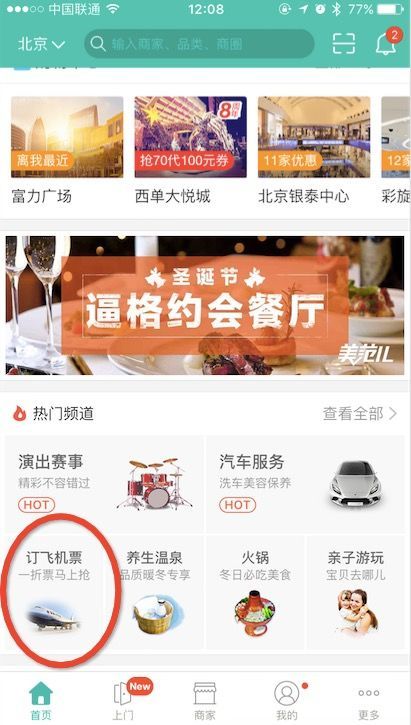 中国联通 12:08 77%
北京 输入商家、品类、商圈 2
离我最近 抢70代100元券 8周年 11家优惠 12家
富力广场 西单大悦城 北京银泰中心 彩旋
圣诞节
逼格约会餐厅
美范儿
热门频道 查看全部
演出赛事 汽车服务
精彩不容错过 洗车美容保养
HOT HOT
订飞机票 养生温泉 火锅 亲子游玩
一折票马上抢 品质暖冬专享 冬日必吃美食 宝贝去哪儿
New
首页 上门 商家 我的 更多